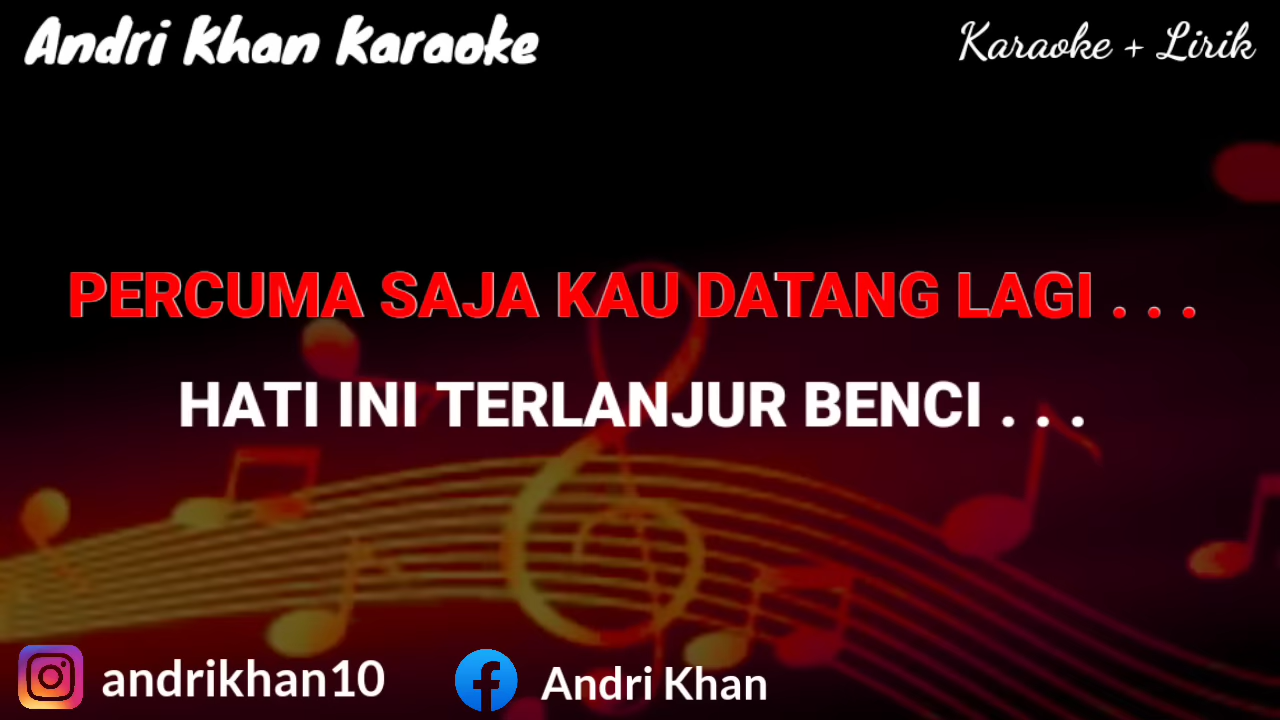 Andri Khan Karaoke
Karaoke + Lirik
PERCUMA SAJA KAU DATANG LAGI . . .
HATI INI TERLANJUR BENCI . . .
andrikhan10
Andri Khan